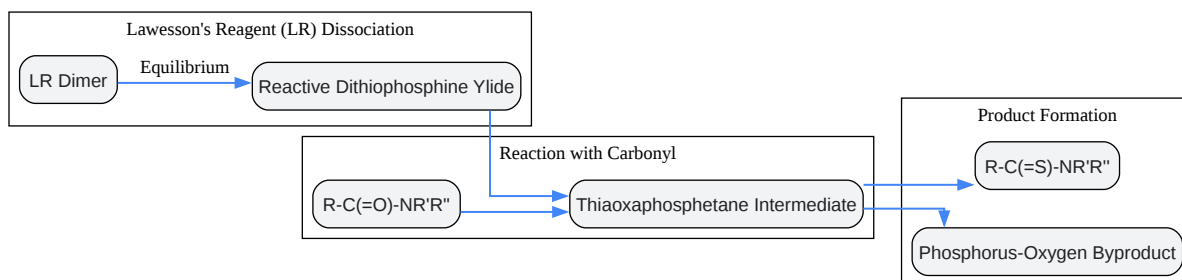 Lawesson's Reagent (LR) Dissociation
LR Dimer
Equilibrium
Reactive Dithiophosphine Ylide
Reaction with Carbonyl
R-C(=O)-NR'R"
Thiaoxaphosphetane Intermediate
Product Formation
R-C(=S)-NR'R"
Phosphorus-Oxygen Byproduct